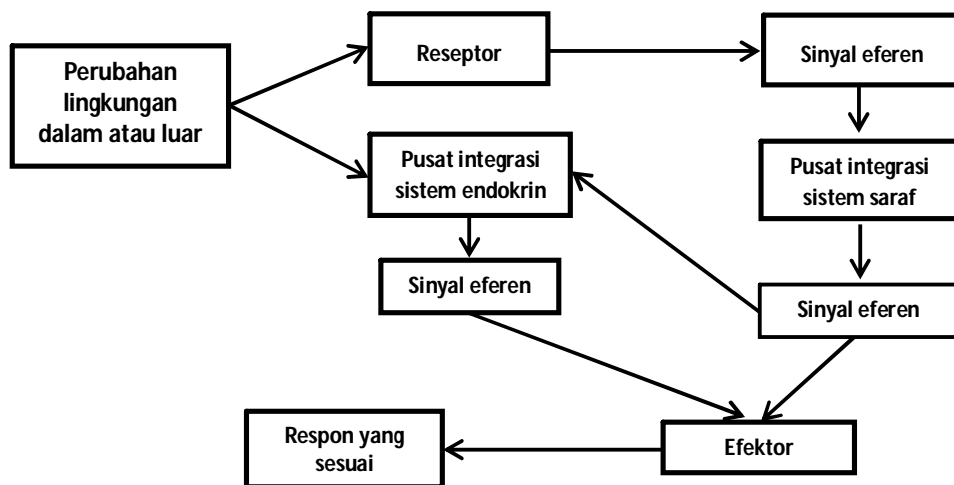 Perubahan
lingkungan
dalam atau luar
Reseptor
Sinyal eferen
Pusat integrasi
sistem endokrin
Pusat integrasi
sistem saraf
Sinyal eferen
Sinyal eferen
Respon yang
sesuai
Efektor